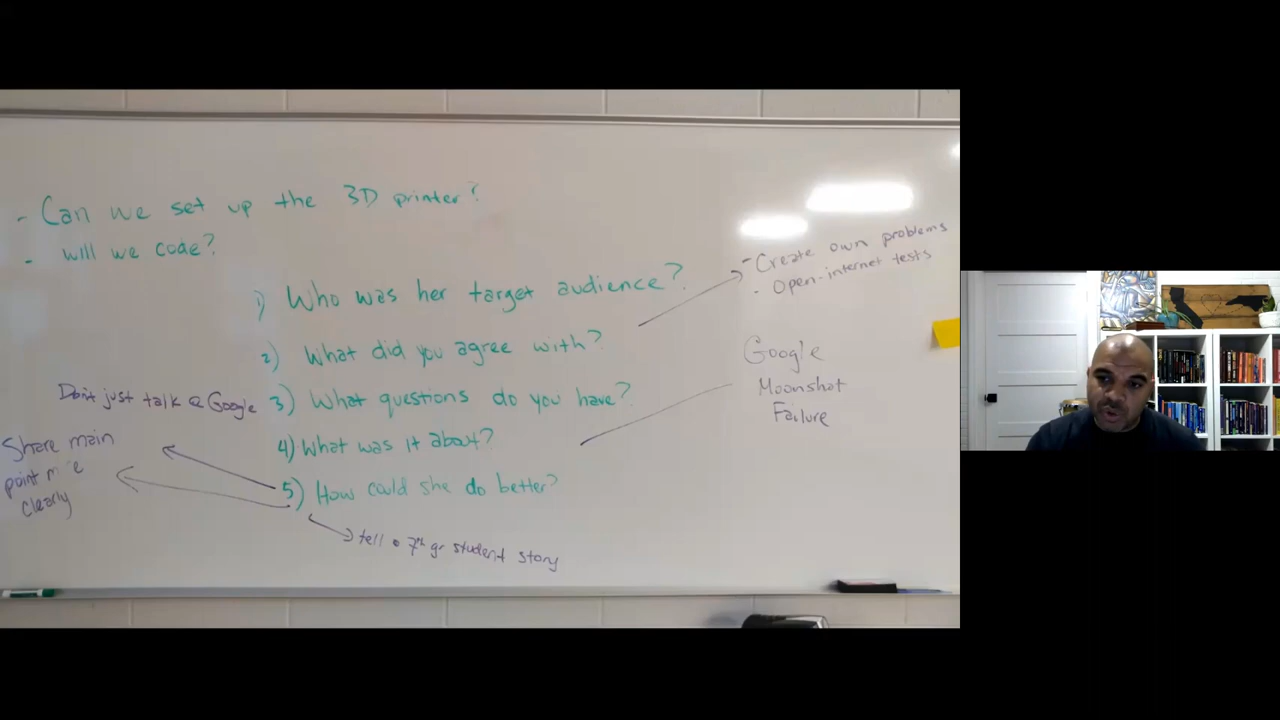 - Can we set up the 3D printer?
- will we code?
1) Who was her target audience?
2) What did you agree with?
3) What questions do you have?
4) What was it about?
5) How could she do better?
- Create own problems
- Open-internet tests
Google
Moonshot
Failure
Don't just talk @ Google
Share main
point
clearly
tell a 7th gr student story